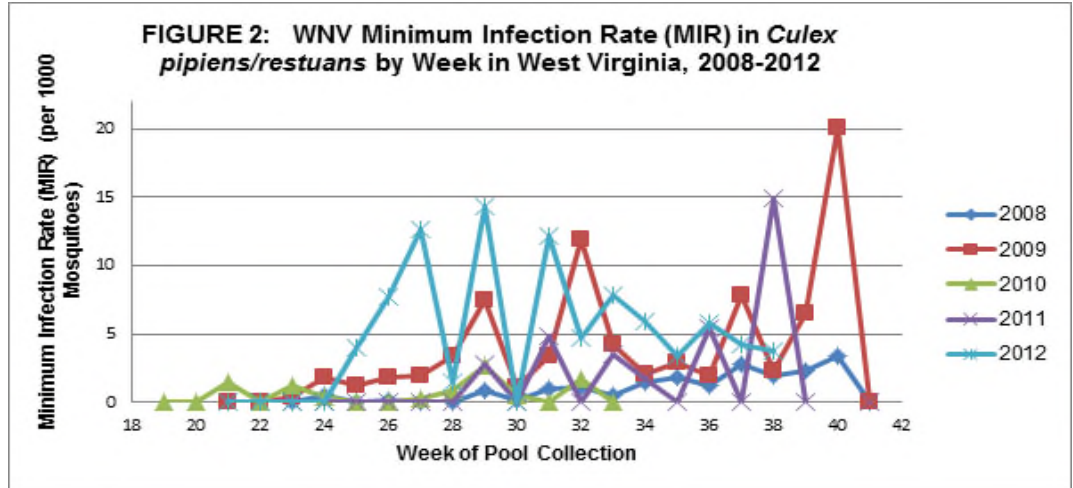 FIGURE 2: WNV Minimum Infection Rate (MIR) in Culex
pipiens/restuans by Week in West Virginia, 2008-2012
Minimum Infection Rate (MIR) (per 1000
Mosquitoes)
20
15
10
5
0
18 20 22 24 26 28 30 32 34 36 38 40 42
Week of Pool Collection
2008
2009
2010
2011
2012